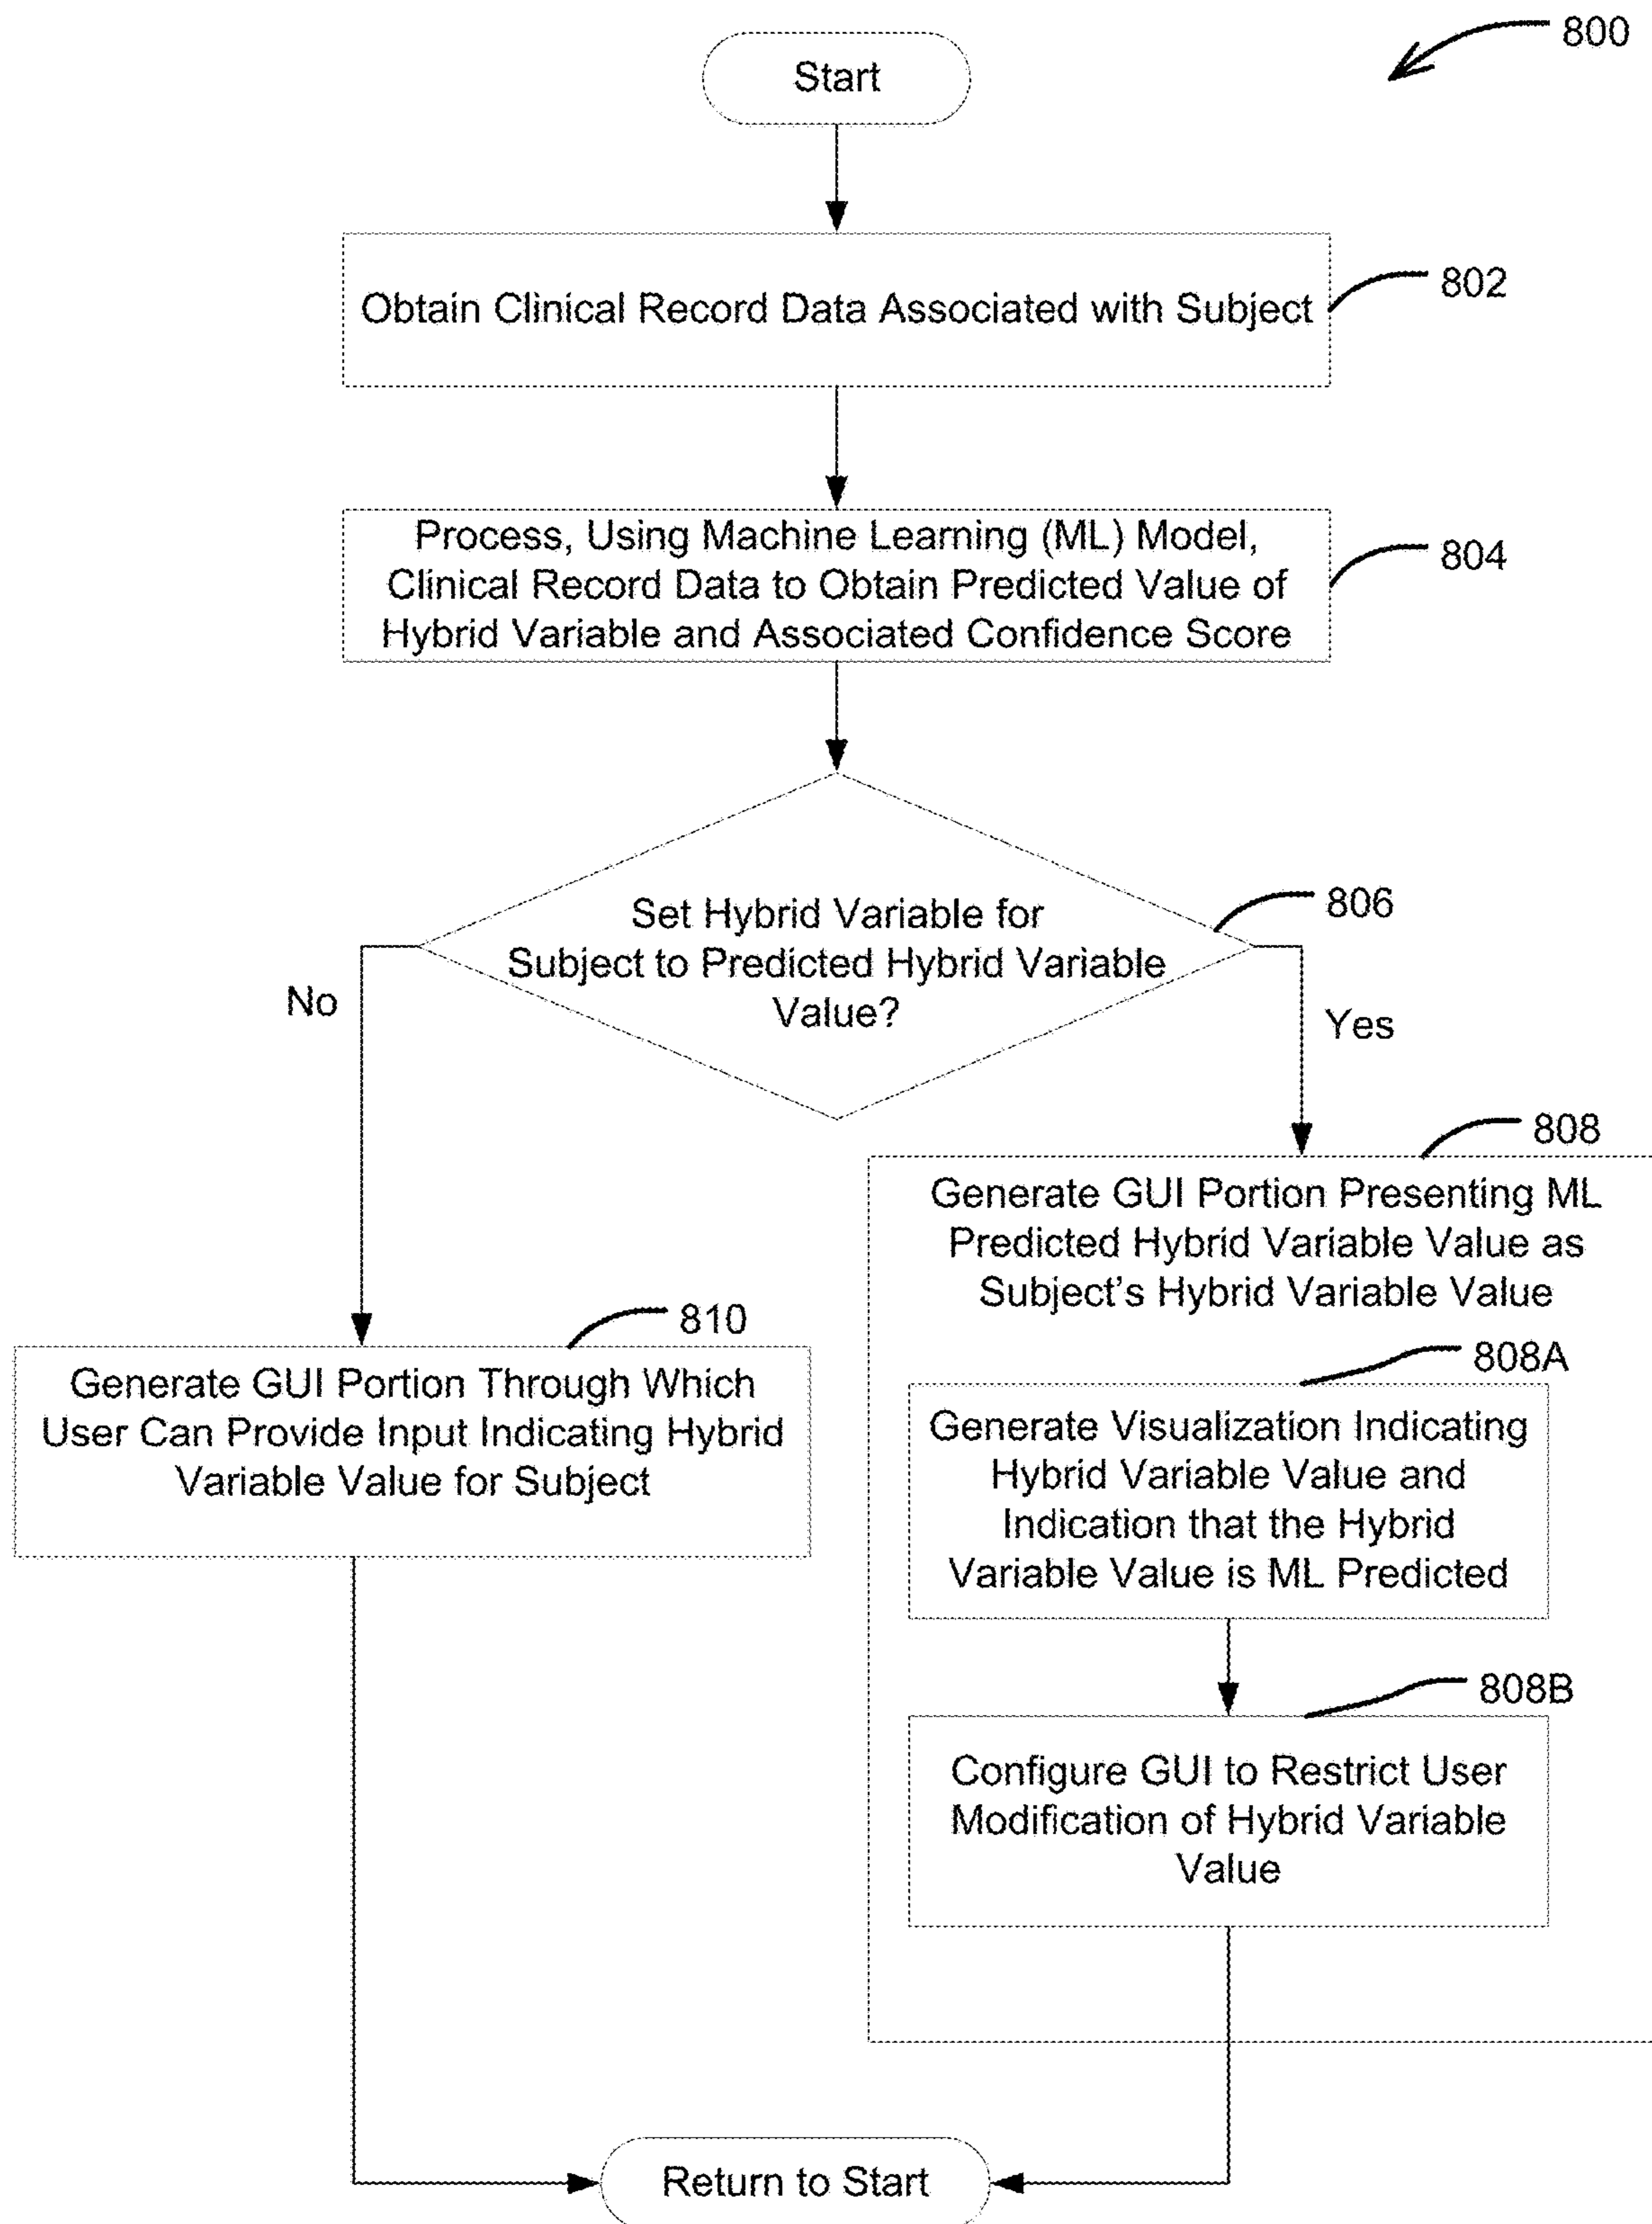 800
Start
Obtain Clinical Record Data Associated with Subject
802
Process, Using Machine Learning (ML) Model,
Clinical Record Data to Obtain Predicted Value of
Hybrid Variable and Associated Confidence Score
804
Set Hybrid Variable for
Subject to Predicted Hybrid Variable
Value?
806
No
Yes
808
Generate GUI Portion Presenting ML
Predicted Hybrid Variable Value as
Subject's Hybrid Variable Value
810
Generate GUI Portion Through Which
User Can Provide Input Indicating Hybrid
Variable Value for Subject
808A
Generate Visualization Indicating
Hybrid Variable Value and
Indication that the Hybrid
Variable Value is ML Predicted
808B
Configure GUI to Restrict User
Modification of Hybrid Variable
Value
Return to Start